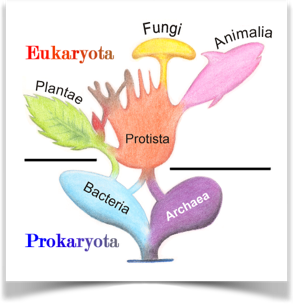 Fungi
Animalia
Eukaryota
Plantae
Protista
Bacteria
Archaea
Prokaryota